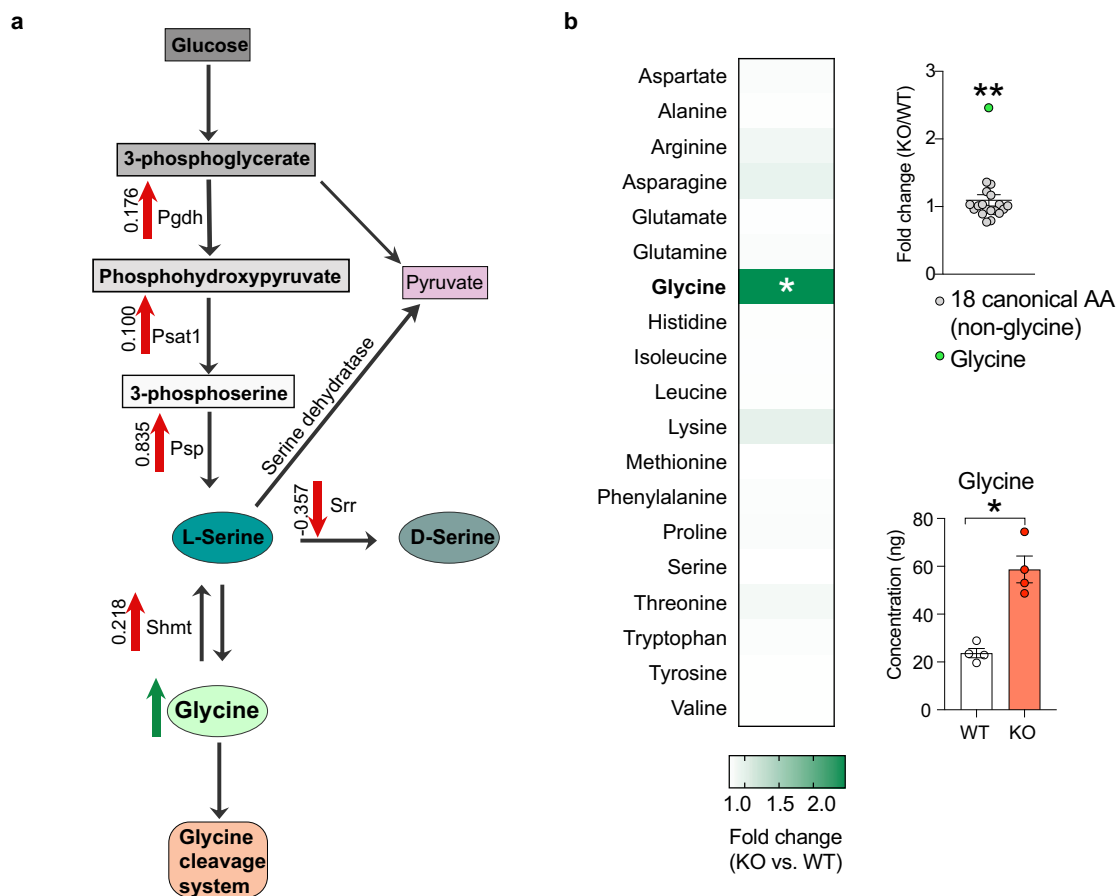 a
Glucose
3-phosphoglycerate
0.176
Pgdh
Phosphohydroxypyruvate
Pyruvate
0.100
Psat1
3-phosphoserine
Serine dehydratase
0.835
Psp
-0.357
Srr
L-Serine
D-Serine
0.218
Shmt
Glycine
Glycine
cleavage
system
b
Aspartate
Alanine
Arginine
Asparagine
Glutamate
Glutamine
Glycine
*
Histidine
Isoleucine
Leucine
Lysine
Methionine
Phenylalanine
Proline
Serine
Threonine
Tryptophan
Tyrosine
Valine
1.0 1.5 2.0
Fold change
(KO vs. WT)
Fold change (KO/WT)
3
2
1
0
**
18 canonical AA
(non-glycine)
Glycine
Glycine
*
Concentration (ng)
80
60
40
20
0
WT KO